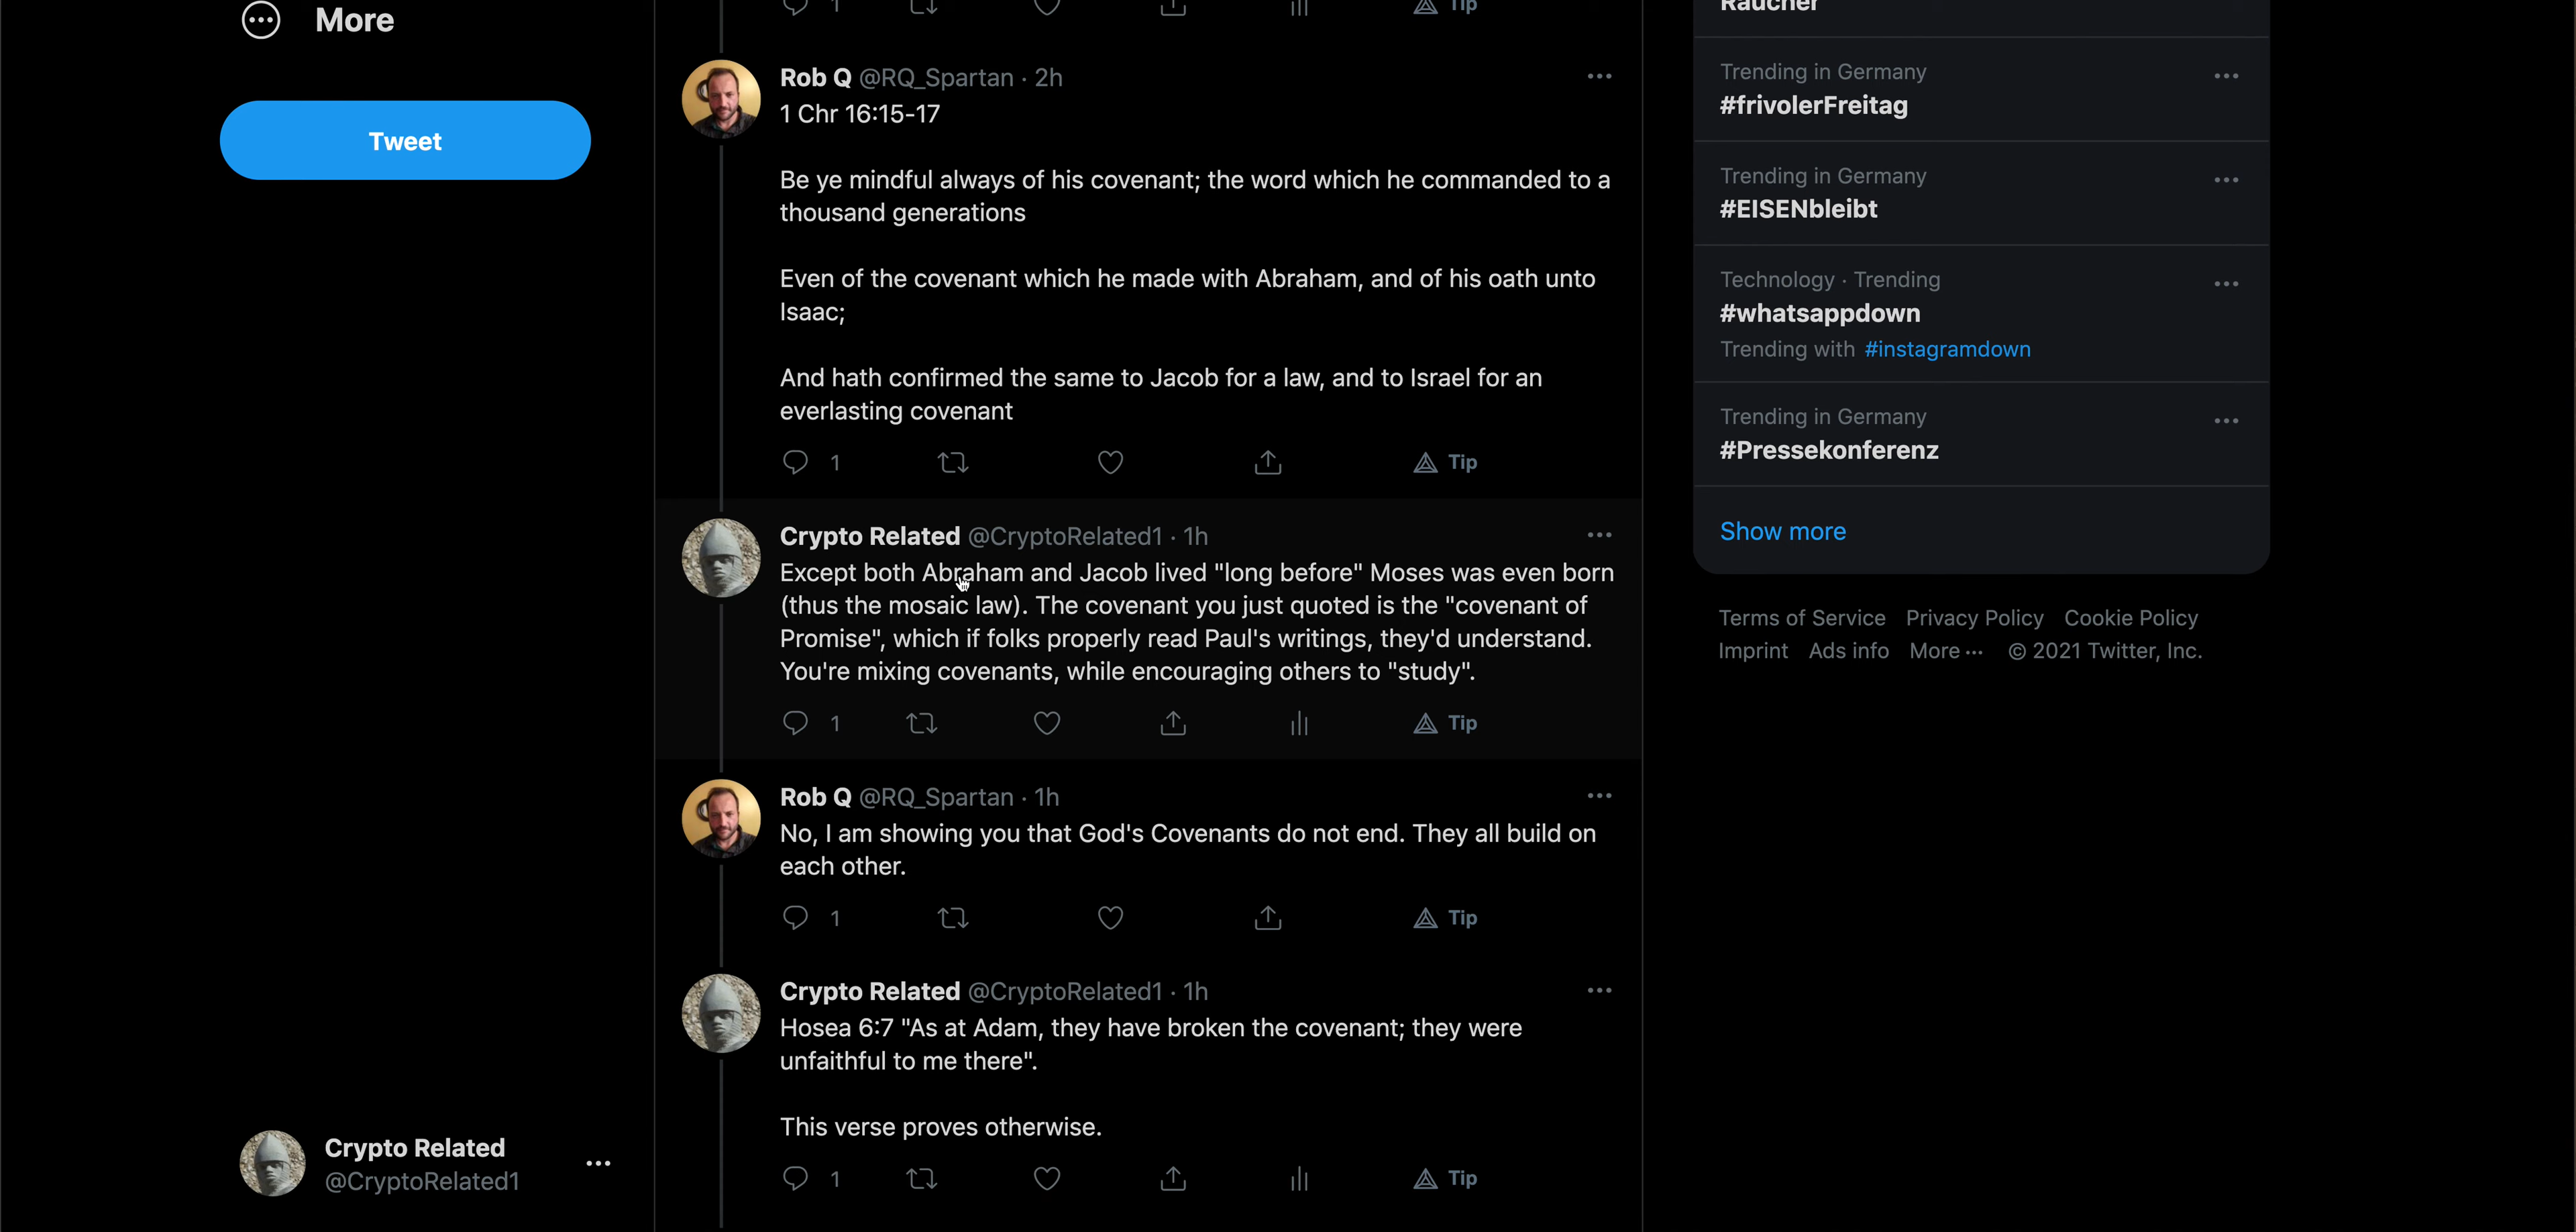 More
Tweet
1 Tip
Rob Q @RQ_Spartan · 2h
1 Chr 16:15-17
Be ye mindful always of his covenant; the word which he commanded to a
thousand generations
Even of the covenant which he made with Abraham, and of his oath unto
Isaac;
And hath confirmed the same to Jacob for a law, and to Israel for an
everlasting covenant
1 Tip
Crypto Related @CryptoRelated1 · 1h
Except both Abraham and Jacob lived "long before" Moses was even born
(thus the mosaic law). The covenant you just quoted is the "covenant of
Promise", which if folks properly read Paul's writings, they'd understand.
You're mixing covenants, while encouraging others to "study".
1 Tip
Rob Q @RQ_Spartan · 1h
No, I am showing you that God's Covenants do not end. They all build on
each other.
1 Tip
Crypto Related @CryptoRelated1 · 1h
Hosea 6:7 "As at Adam, they have broken the covenant; they were
unfaithful to me there".
This verse proves otherwise.
1 Tip
Crypto Related
@CryptoRelated1
Raucher
Trending in Germany
#frivolerFreitag
Trending in Germany
#EISENbleibt
Technology · Trending
#whatsappdown
Trending with #instagramdown
Trending in Germany
#Pressekonferenz
Show more
Terms of Service Privacy Policy Cookie Policy
Imprint Ads info More ··· © 2021 Twitter, Inc.